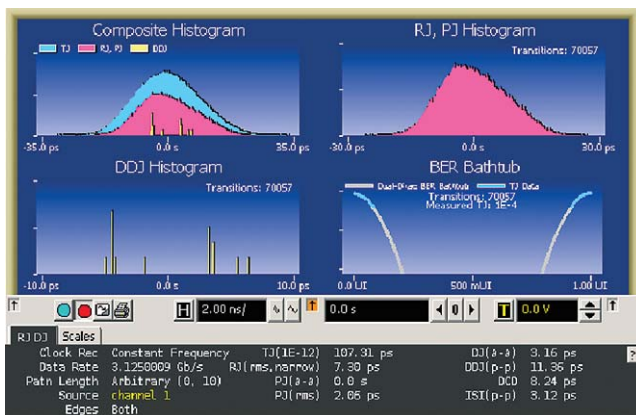 Composite Histogram
TJ RJ, PJ DDJ
-35.0 ps 0.0 s 35.0 ps
RJ, PJ Histogram
Transitions: 70057
-30.0 ps 0.0 s 30.0 ps
DDJ Histogram
Transitions: 70057
-10.0 ps 0.0 s 10.0 ps
BER Bathtub
Dual-Dirac BER Bathtub TJ Data
Transitions: 70057
Measured TJ: 1E-4
0.0 UI 500 mUI 1.00 UI
H 2.00 ns/ 0.0 s 0 T 0.0 V
RJ DJ Scales
Clock Rec Constant Frequency TJ(1E-12) 107.31 ps DJ(δ-δ) 3.16 ps
Data Rate 3.1250009 Gb/s RJ(rms,narrow) 7.30 ps DDJ(p-p) 11.36 ps
Patn Length Arbitrary (0, 10) PJ(δ-δ) 0.0 s DCD 8.24 ps
Source channel 1 PJ(rms) 2.06 ps ISI(p-p) 3.12 ps
Edges Both
?